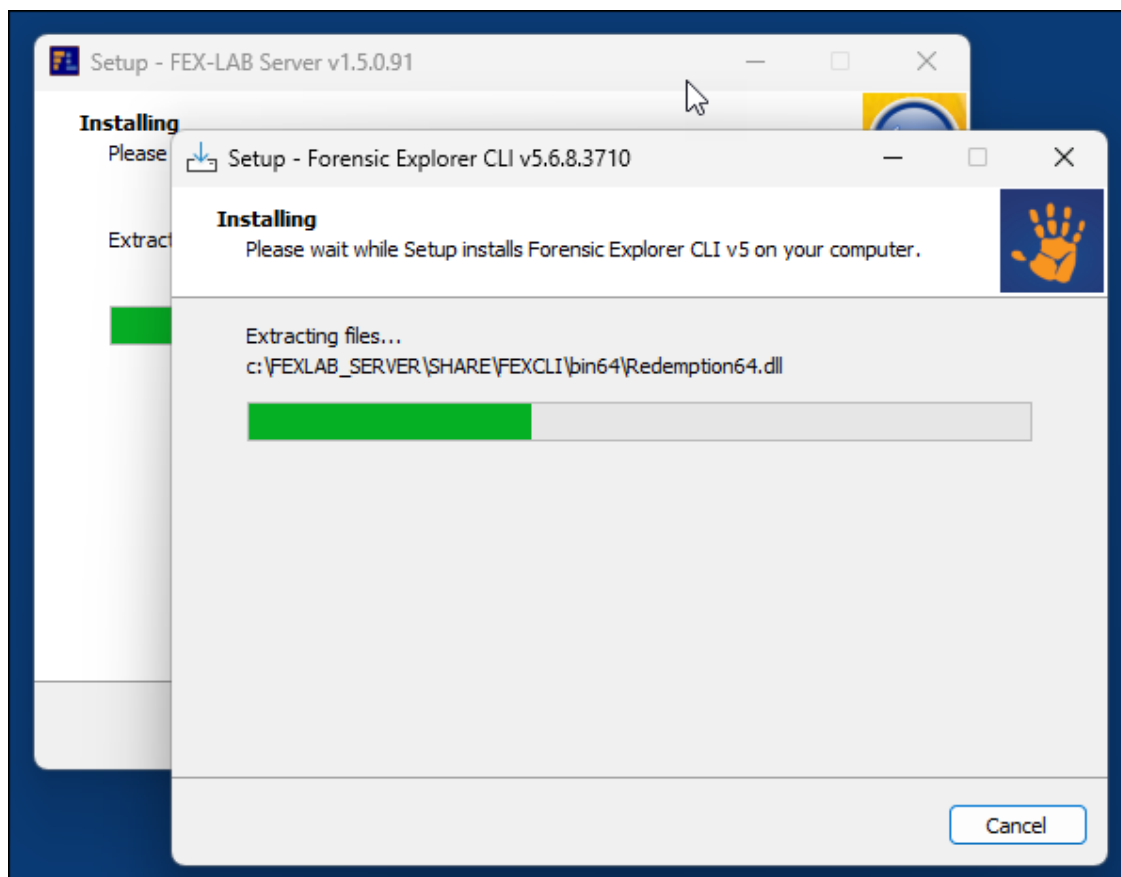 Setup - FEX-LAB Server v1.5.0.91
Installing
Please
Extract
Setup - Forensic Explorer CLI v5.6.8.3710
Installing
Please wait while Setup installs Forensic Explorer CLI v5 on your computer.
Extracting files...
c:\FEXLAB_SERVER\SHARE\FEXCLI\bin64\Redemption64.dll
Cancel